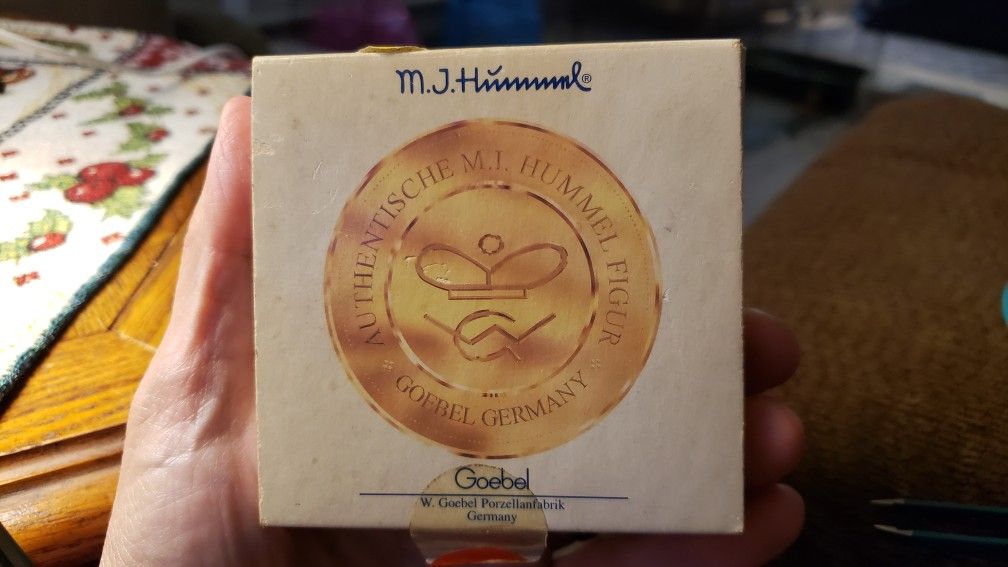 M.J.Hummel®
AUTHENTISCHE M.I. HUMMEL FIGUR
GOEBEL GERMANY
Goebel
W. Goebel Porzellanfabrik
Germany